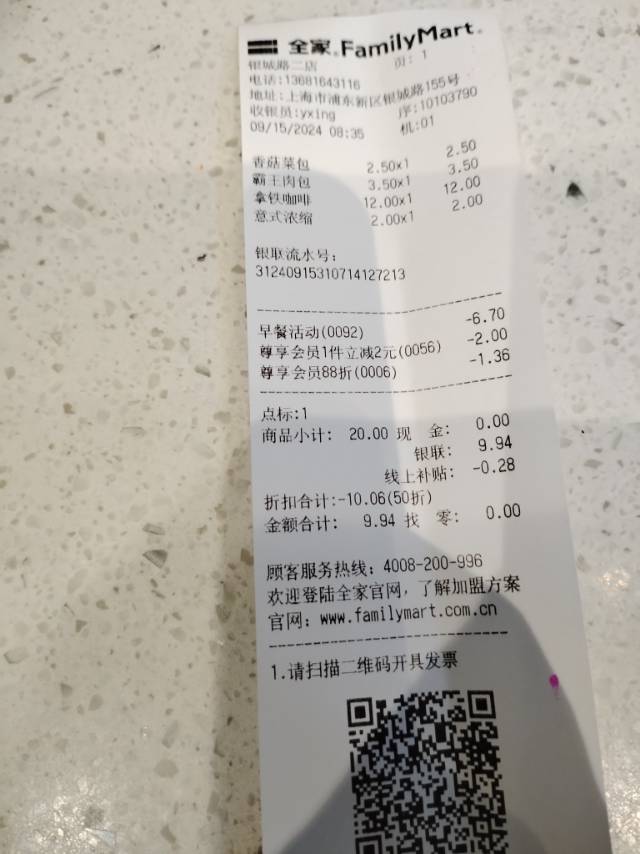 全家 FamilyMart
银城路二店 页: 1
电话:13681643116
地址:上海市浦东新区银城路155号
收银员:yxing 序:10103790
09/15/2024 08:35 机:01
香菇菜包 2.50x1 2.50
霸王肉包 3.50x1 3.50
拿铁咖啡 12.00x1 12.00
意式浓缩 2.00x1 2.00
银联流水号:
31240915310714127213
早餐活动(0092) -6.70
尊享会员1件立减2元(0056) -2.00
尊享会员88折(0006) -1.36
点标:1
商品小计: 20.00 现 金: 0.00
银联: 9.94
线上补贴: -0.28
折扣合计:-10.06(50折)
金额合计: 9.94 找 零: 0.00
顾客服务热线: 4008-200-996
欢迎登陆全家官网,了解加盟方案
官网: www.familymart.com.cn
1.请扫描二维码开具发票